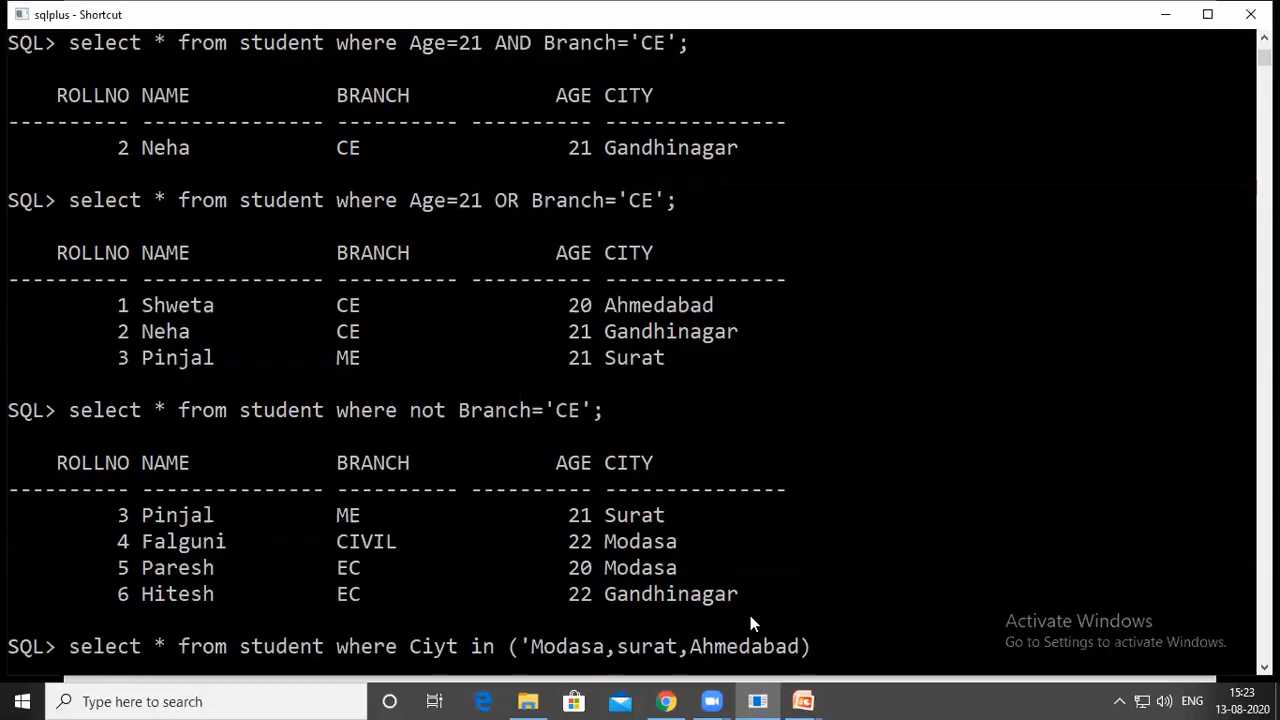 sqlplus - Shortcut
SQL> select * from student where Age=21 AND Branch='CE';
ROLLNO NAME BRANCH AGE CITY
---------- --------------- ---------- ---------- ---------------
2 Neha CE 21 Gandhinagar
SQL> select * from student where Age=21 OR Branch='CE';
ROLLNO NAME BRANCH AGE CITY
---------- --------------- ---------- ---------- ---------------
1 Shweta CE 20 Ahmedabad
2 Neha CE 21 Gandhinagar
3 Pinjal ME 21 Surat
SQL> select * from student where not Branch='CE';
ROLLNO NAME BRANCH AGE CITY
---------- --------------- ---------- ---------- ---------------
3 Pinjal ME 21 Surat
4 Falguni CIVIL 22 Modasa
5 Paresh EC 20 Modasa
6 Hitesh EC 22 Gandhinagar
SQL> select * from student where Ciyt in ('Modasa,surat,Ahmedabad)
Activate Windows
Go to Settings to activate Windows.
Type here to search
ENG
15:23
13-08-2020